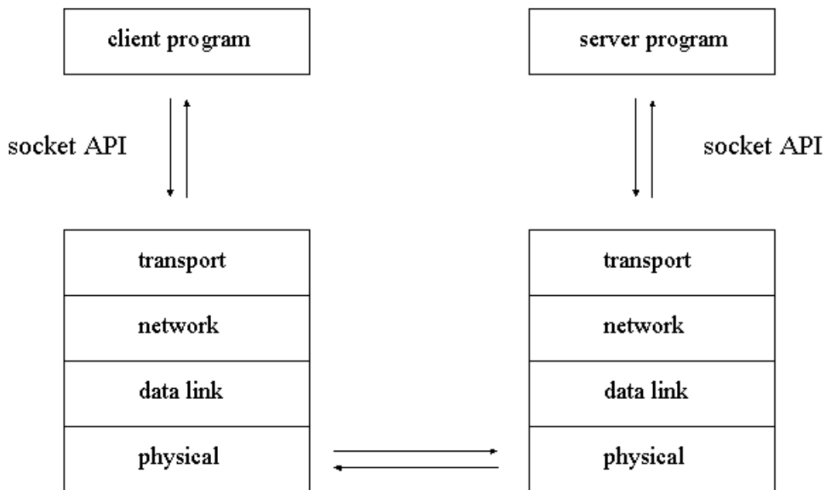 client program
server program
socket API
socket API
transport
transport
network
network
data link
data link
physical
physical